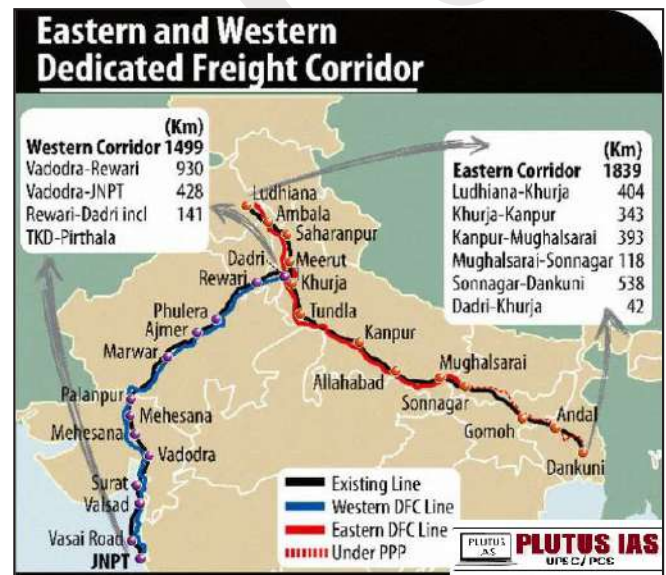 Eastern and Western
Dedicated Freight Corridor
(Km)
Western Corridor 1499
Vadodra-Rewari 930
Vadodra-JNPT 428
Rewari-Dadri incl 141
TKD-Pirthala
(Km)
Eastern Corridor 1839
Ludhiana-Khurja 404
Khurja-Kanpur 343
Kanpur-Mughalsarai 393
Mughalsarai-Sonnagar 118
Sonnagar-Dankuni 538
Dadri-Khurja 42
Ludhiana
Ambala
Saharanpur
Dadri
Meerut
Rewari
Khurja
Phulera
Tundla
Ajmer
Kanpur
Marwar
Mughalsarai
Allahabad
Palanpur
Sonnagar
Mehesana
Andal
Mehesana
Gomoh
Vadodra
Dankuni
Surat
Valsad
Vasai Road
JNPT
Existing Line
Western DFC Line
Eastern DFC Line
Under PPP
PLUTUS
IAS
PLUTUS IAS
UPSC/PCS